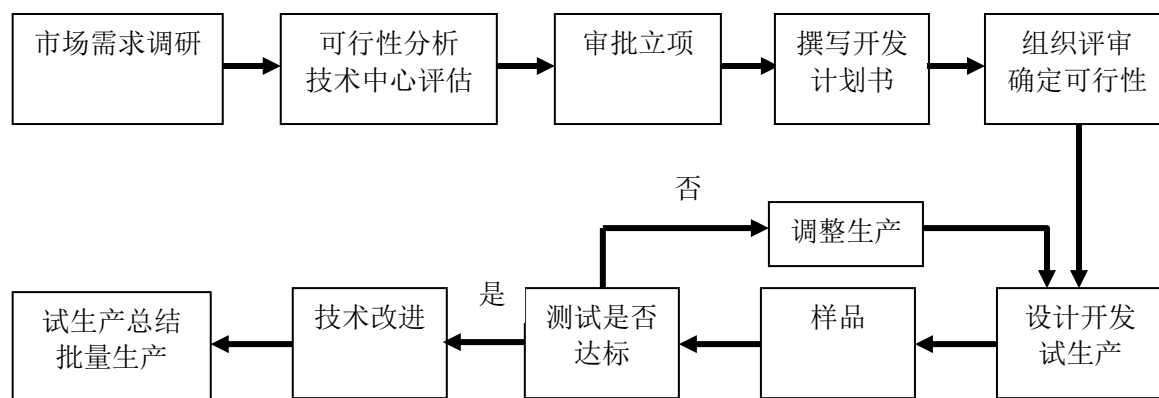 市场需求调研
可行性分析
技术中心评估
审批立项
撰写开发
计划书
组织评审
确定可行性
否
调整生产
试生产总结
批量生产
技术改进
是
测试是否
达标
样品
设计开发
试生产